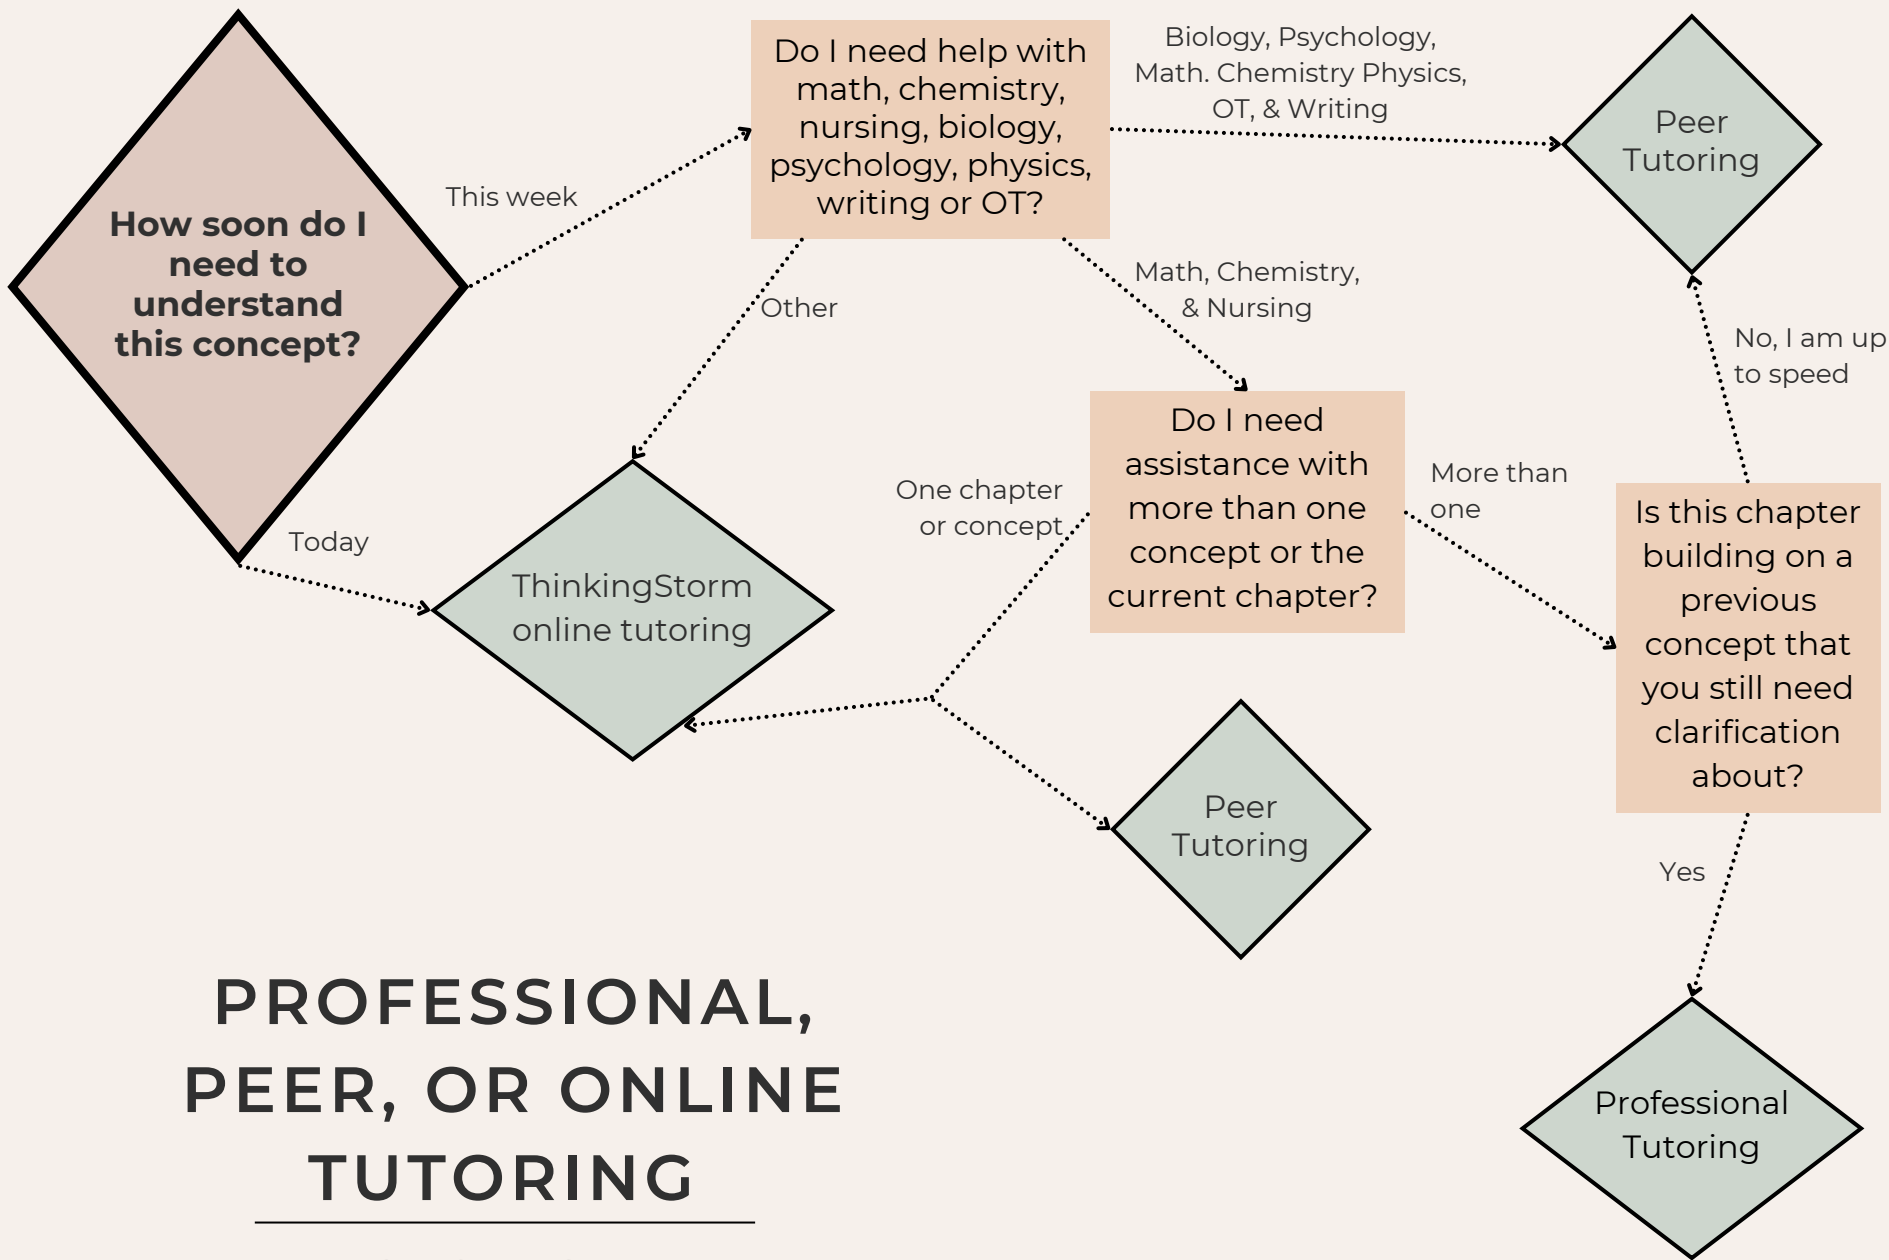 How soon do I
need to
understand
this concept?
This week
Today
Do I need help with
math, chemistry,
nursing, biology,
psychology, physics,
writing or OT?
Biology, Psychology,
Math. Chemistry Physics,
OT, & Writing
Peer
Tutoring
Other
Math, Chemistry,
& Nursing
No, I am up
to speed
ThinkingStorm
online tutoring
One chapter
or concept
Do I need
assistance with
more than one
concept or the
current chapter?
More than
one
Is this chapter
building on a
previous
concept that
you still need
clarification
about?
Peer
Tutoring
Yes
Professional
Tutoring
PROFESSIONAL,
PEER, OR ONLINE
TUTORING